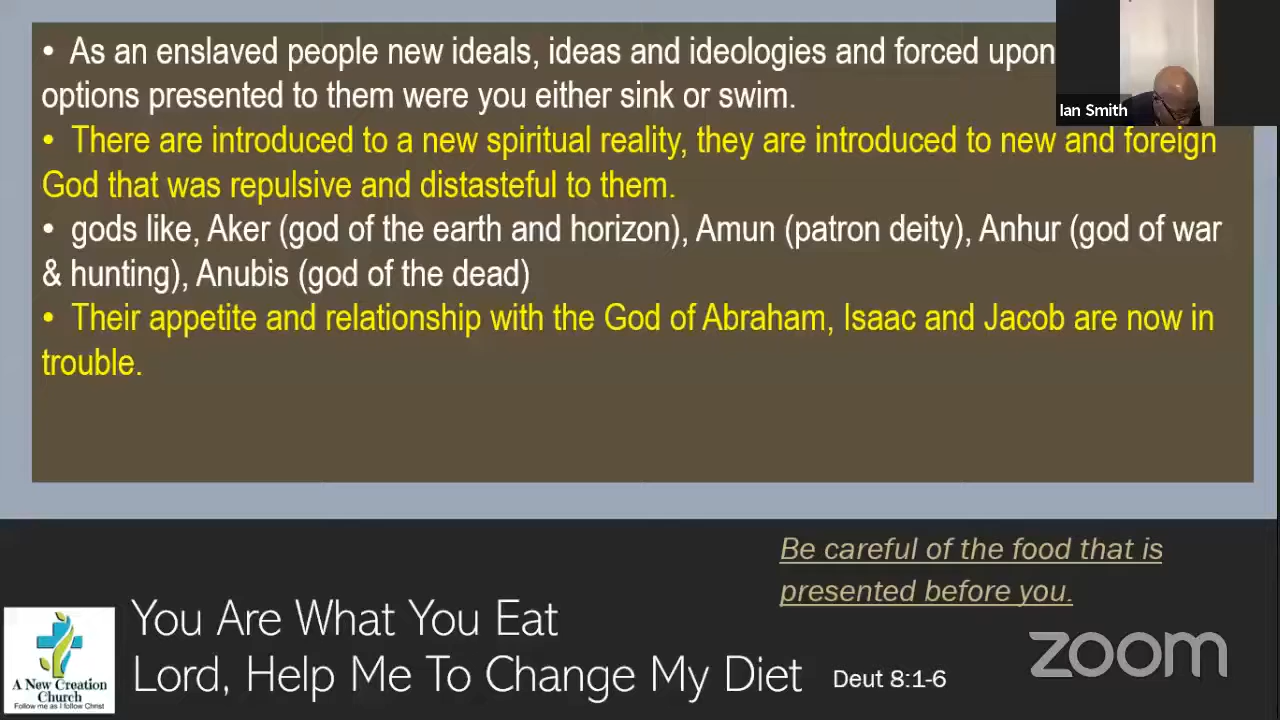 • As an enslaved people new ideals, ideas and ideologies and forced upon
options presented to them were you either sink or swim.
• There are introduced to a new spiritual reality, they are introduced to new and foreign
God that was repulsive and distasteful to them.
• gods like, Aker (god of the earth and horizon), Amun (patron deity), Anhur (god of war
& hunting), Anubis (god of the dead)
• Their appetite and relationship with the God of Abraham, Isaac and Jacob are now in
trouble.
Ian Smith
Be careful of the food that is
presented before you.
You Are What You Eat
Lord, Help Me To Change My Diet
Deut 8:1-6
A New Creation
Church
Follow me as I follow Christ
zoom